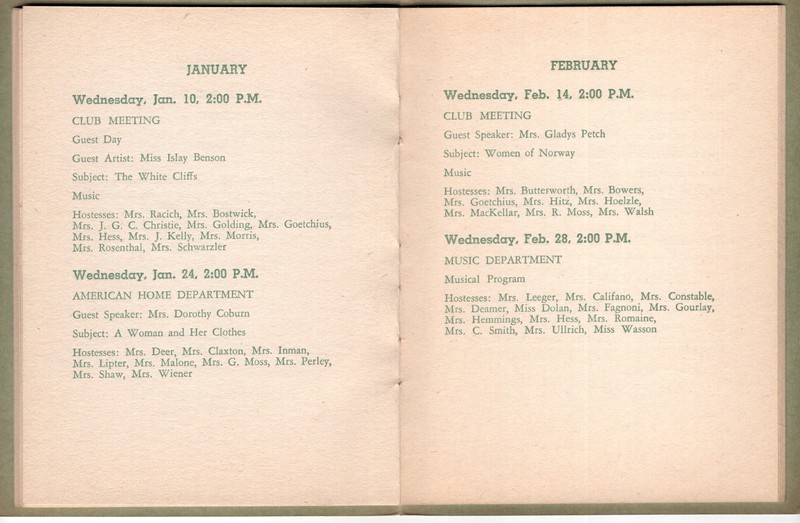 JANUARY
Wednesday, Jan. 10, 2:00 P.M.
CLUB MEETING
Guest Day
Guest Artist: Miss Islay Benson
Subject: The White Cliffs
Music
Hostesses: Mrs. Racich, Mrs. Bostwick,
Mrs. J. G. C. Christie, Mrs. Golding, Mrs. Goetchius,
Mrs. Hess, Mrs. J. Kelly, Mrs. Morris,
Mrs. Rosenthal, Mrs. Schwarzler
Wednesday, Jan. 24, 2:00 P.M.
AMERICAN HOME DEPARTMENT
Guest Speaker: Mrs. Dorothy Coburn
Subject: A Woman and Her Clothes
Hostesses: Mrs. Deer, Mrs. Claxton, Mrs. Inman,
Mrs. Lipter, Mrs. Malone, Mrs. G. Moss, Mrs. Perley,
Mrs. Shaw, Mrs. Wiener
FEBRUARY
Wednesday, Feb. 14, 2:00 P.M.
CLUB MEETING
Guest Speaker: Mrs. Gladys Petch
Subject: Women of Norway
Music
Hostesses: Mrs. Butterworth, Mrs. Bowers,
Mrs. Goetchius, Mrs. Hitz, Mrs. Hoelzle,
Mrs. MacKellar, Mrs. R. Moss, Mrs. Walsh
Wednesday, Feb. 28, 2:00 P.M.
MUSIC DEPARTMENT
Musical Program
Hostesses: Mrs. Leeger, Mrs. Califano, Mrs. Constable,
Mrs. Deamer, Miss Dolan, Mrs. Fagnoni, Mrs. Gourlay,
Mrs. Hemmings, Mrs. Hess, Mrs. Romaine,
Mrs. C. Smith, Mrs. Ullrich, Miss Wasson